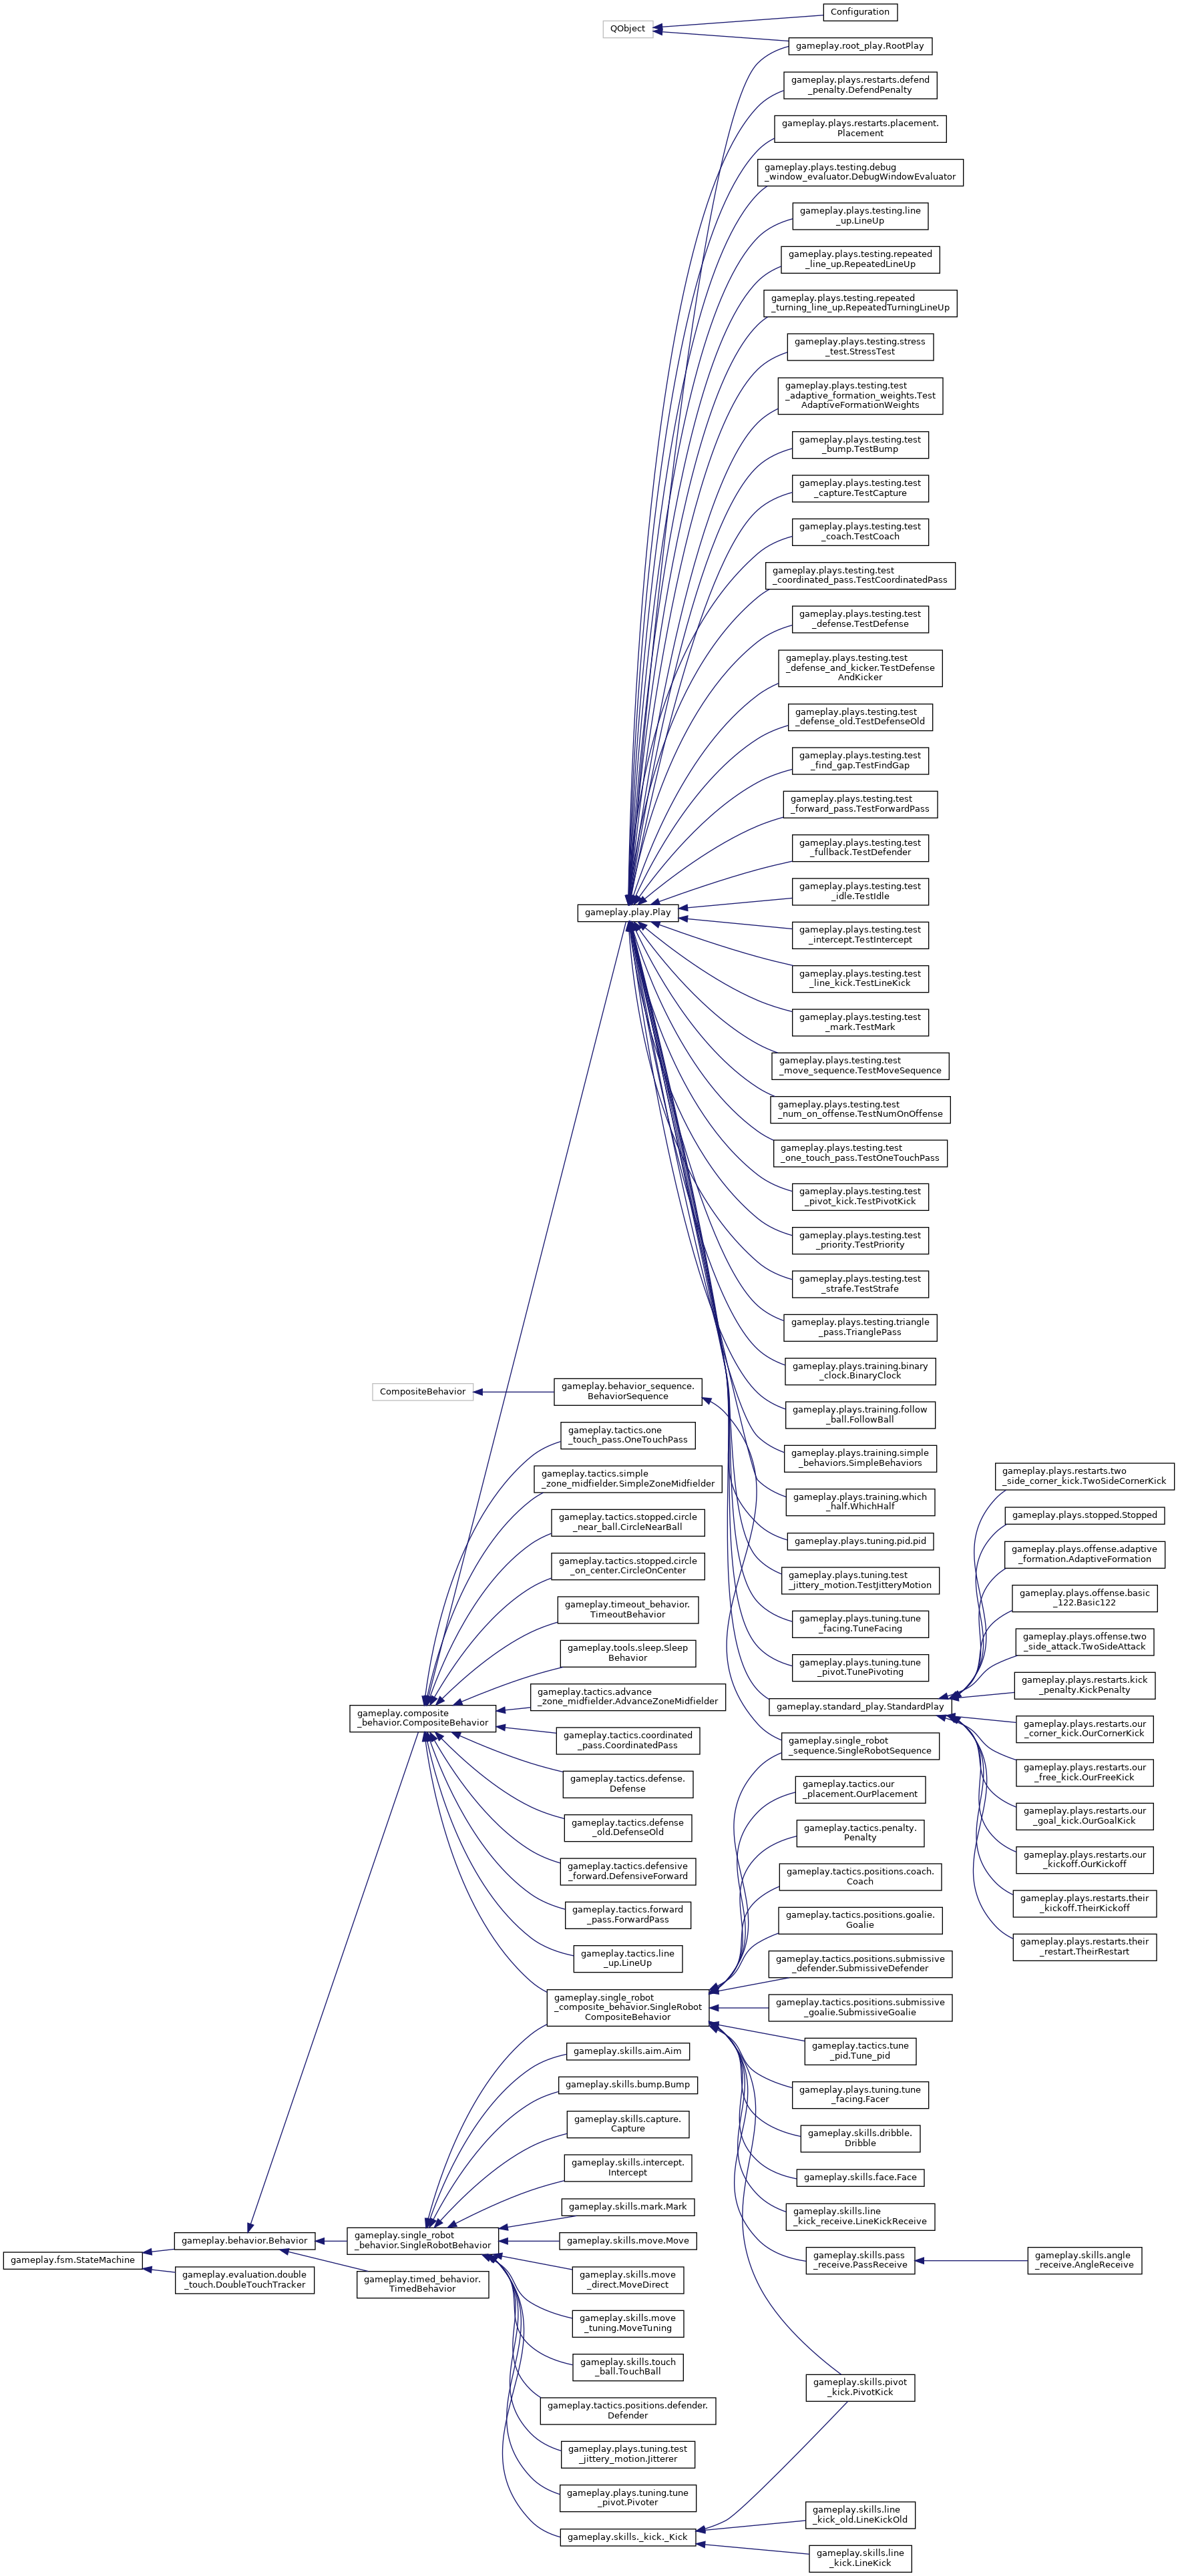 Configuration
QObject
gameplay.root_play.RootPlay
gameplay.plays.restarts.defend
_penalty.DefendPenalty
gameplay.plays.restarts.placement.
Placement
gameplay.plays.testing.debug
_window_evaluator.DebugWindowEvaluator
gameplay.plays.testing.line
_up.LineUp
gameplay.plays.testing.repeated
_line_up.RepeatedLineUp
gameplay.plays.testing.repeated
_turning_line_up.RepeatedTurningLineUp
gameplay.plays.testing.stress
_test.StressTest
gameplay.plays.testing.test
_adaptive_formation_weights.Test
AdaptiveFormationWeights
gameplay.plays.testing.test
_bump.TestBump
gameplay.plays.testing.test
_capture.TestCapture
gameplay.plays.testing.test
_coach.TestCoach
gameplay.plays.testing.test
_coordinated_pass.TestCoordinatedPass
gameplay.plays.testing.test
_defense.TestDefense
gameplay.plays.testing.test
_defense_and_kicker.TestDefense
AndKicker
gameplay.plays.testing.test
_defense_old.TestDefenseOld
gameplay.plays.testing.test
_find_gap.TestFindGap
gameplay.plays.testing.test
_forward_pass.TestForwardPass
gameplay.plays.testing.test
_fullback.TestDefender
gameplay.plays.testing.test
_idle.TestIdle
gameplay.play.Play
gameplay.plays.testing.test
_intercept.TestIntercept
gameplay.plays.testing.test
_line_kick.TestLineKick
gameplay.plays.testing.test
_mark.TestMark
gameplay.plays.testing.test
_move_sequence.TestMoveSequence
gameplay.plays.testing.test
_num_on_offense.TestNumOnOffense
gameplay.plays.testing.test
_one_touch_pass.TestOneTouchPass
gameplay.plays.testing.test
_pivot_kick.TestPivotKick
gameplay.plays.testing.test
_priority.TestPriority
gameplay.plays.testing.test
_strafe.TestStrafe
gameplay.plays.testing.triangle
_pass.TrianglePass
gameplay.plays.training.binary
_clock.BinaryClock
CompositeBehavior
gameplay.behavior_sequence.
BehaviorSequence
gameplay.plays.training.follow
_ball.FollowBall
gameplay.tactics.one
_touch_pass.OneTouchPass
gameplay.plays.training.simple
_behaviors.SimpleBehaviors
gameplay.tactics.simple
_zone_midfielder.SimpleZoneMidfielder
gameplay.plays.restarts.two
_side_corner_kick.TwoSideCornerKick
gameplay.plays.training.which
_half.WhichHalf
gameplay.tactics.stopped.circle
_near_ball.CircleNearBall
gameplay.plays.stopped.Stopped
gameplay.plays.tuning.pid.pid
gameplay.tactics.stopped.circle
_on_center.CircleOnCenter
gameplay.plays.offense.adaptive
_formation.AdaptiveFormation
gameplay.plays.tuning.test
_jittery_motion.TestJitteryMotion
gameplay.timeout_behavior.
TimeoutBehavior
gameplay.plays.offense.basic
_122.Basic122
gameplay.plays.tuning.tune
_facing.TuneFacing
gameplay.tools.sleep.Sleep
Behavior
gameplay.plays.offense.two
_side_attack.TwoSideAttack
gameplay.plays.tuning.tune
_pivot.TunePivoting
gameplay.tactics.advance
_zone_midfielder.AdvanceZoneMidfielder
gameplay.plays.restarts.kick
_penalty.KickPenalty
gameplay.standard_play.StandardPlay
gameplay.composite
_behavior.CompositeBehavior
gameplay.tactics.coordinated
_pass.CoordinatedPass
gameplay.plays.restarts.our
_corner_kick.OurCornerKick
gameplay.single_robot
_sequence.SingleRobotSequence
gameplay.tactics.defense.
Defense
gameplay.plays.restarts.our
_free_kick.OurFreeKick
gameplay.tactics.our
_placement.OurPlacement
gameplay.tactics.defense
_old.DefenseOld
gameplay.plays.restarts.our
_goal_kick.OurGoalKick
gameplay.tactics.penalty.
Penalty
gameplay.tactics.defensive
_forward.DefensiveForward
gameplay.plays.restarts.our
_kickoff.OurKickoff
gameplay.tactics.positions.coach.
Coach
gameplay.tactics.forward
_pass.ForwardPass
gameplay.plays.restarts.their
_kickoff.TheirKickoff
gameplay.tactics.positions.goalie.
Goalie
gameplay.tactics.line
_up.LineUp
gameplay.plays.restarts.their
_restart.TheirRestart
gameplay.tactics.positions.submissive
_defender.SubmissiveDefender
gameplay.single_robot
_composite_behavior.SingleRobot
CompositeBehavior
gameplay.tactics.positions.submissive
_goalie.SubmissiveGoalie
gameplay.skills.aim.Aim
gameplay.tactics.tune
_pid.Tune_pid
gameplay.skills.bump.Bump
gameplay.plays.tuning.tune
_facing.Facer
gameplay.skills.capture.
Capture
gameplay.skills.dribble.
Dribble
gameplay.skills.intercept.
Intercept
gameplay.skills.face.Face
gameplay.skills.mark.Mark
gameplay.skills.line
_kick_receive.LineKickReceive
gameplay.behavior.Behavior
gameplay.single_robot
_behavior.SingleRobotBehavior
gameplay.skills.move.Move
gameplay.fsm.StateMachine
gameplay.skills.pass
_receive.PassReceive
gameplay.skills.angle
_receive.AngleReceive
gameplay.evaluation.double
_touch.DoubleTouchTracker
gameplay.timed_behavior.
TimedBehavior
gameplay.skills.move
_direct.MoveDirect
gameplay.skills.move
_tuning.MoveTuning
gameplay.skills.touch
_ball.TouchBall
gameplay.skills.pivot
_kick.PivotKick
gameplay.tactics.positions.defender.
Defender
gameplay.plays.tuning.test
_jittery_motion.Jitterer
gameplay.plays.tuning.tune
_pivot.Pivoter
gameplay.skills.line
_kick_old.LineKickOld
gameplay.skills._kick._Kick
gameplay.skills.line
_kick.LineKick